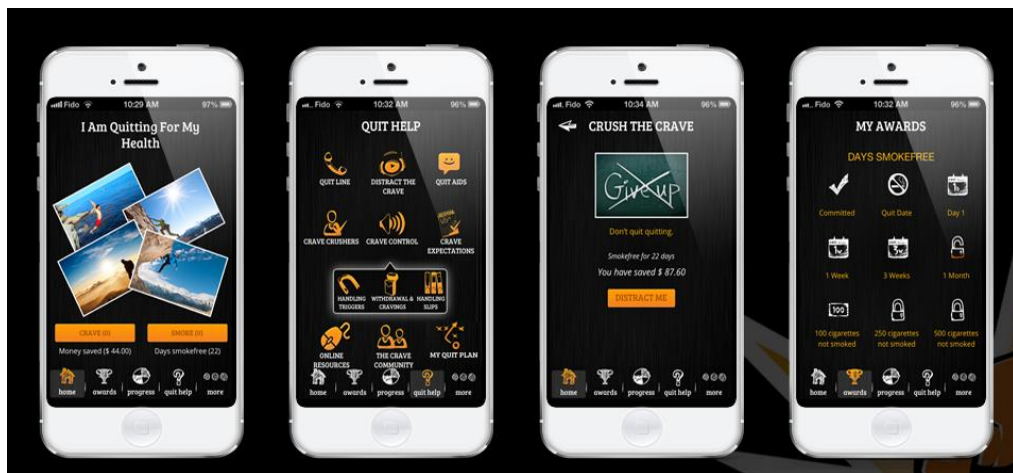 Fido 10:29 AM 97%
I Am Quitting For My
Health
CRAVE (0) SMOKE (0)
Money saved ($ 44.00) Days smokefree (22)
home awards progress quit help more
Fido 10:32 AM 96%
QUIT HELP
QUIT LINE DISTRACT THE QUIT AIDS
CRAVE
CRAVE CRUSHERS CRAVE CONTROL CRAVE
EXPECTATIONS
HANDLING WITHDRAWAL & HANDLING
TRIGGERS CRAVINGS SLIPS
ONLINE THE CRAVE MY QUIT PLAN
RESOURCES COMMUNITY
home awards progress quit help more
Fido 10:34 AM 96%
CRUSH THE CRAVE
Give up
Don't quit quitting.
Smokefree for 22 days
You have saved $ 87.60
DISTRACT ME
home awards progress quit help more
Fido 10:32 AM 96%
MY AWARDS
DAYS SMOKEFREE
Committed Quit Date Day 1
1 Week 3 Weeks 1 Month
100
100 cigarettes 250 cigarettes 500 cigarettes
not smoked not smoked not smoked
home awards progress quit help more